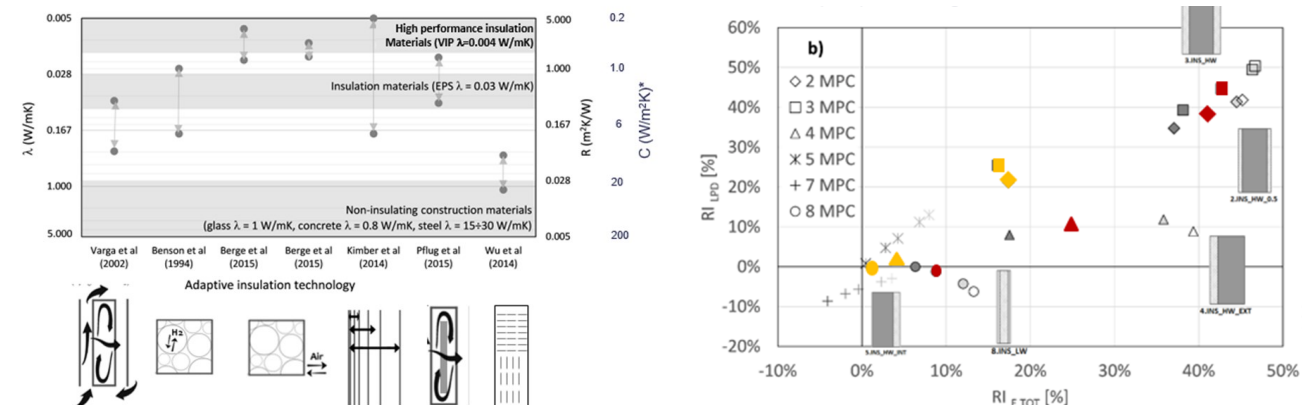 0.005
0.028
0.167
1.000
5.000
λ (W/mK)
High performance insulation
Materials (VIP λ=0.004 W/mK)
Insulation materials (EPS λ = 0.03 W/mK)
Non-insulating construction materials
(glass λ = 1 W/mK, concrete λ = 0.8 W/mK, steel λ = 15÷30 W/mK)
5.000
1.000
0.167
0.028
0.005
R (m²K/W)
0.2
1.0
6
20
200
C (W/m²K)*
Varga et al
(2002)
Benson et al
(1994)
Berge et al
(2015)
Berge et al
(2015)
Kimber et al
(2014)
Pflug et al
(2015)
Wu et al
(2014)
Adaptive insulation technology
H2
Air
60%
50%
40%
30%
20%
10%
0%
-10%
-20%
RI LPD [%]
b)
2 MPC
3 MPC
4 MPC
5 MPC
7 MPC
8 MPC
3.INS_HW
2.INS_HW_0.5
4.INS_HW_EXT
5.INS_HW_INT
8.INS_LW
-10%
0%
10%
20%
30%
40%
50%
RI E,TOT [%]